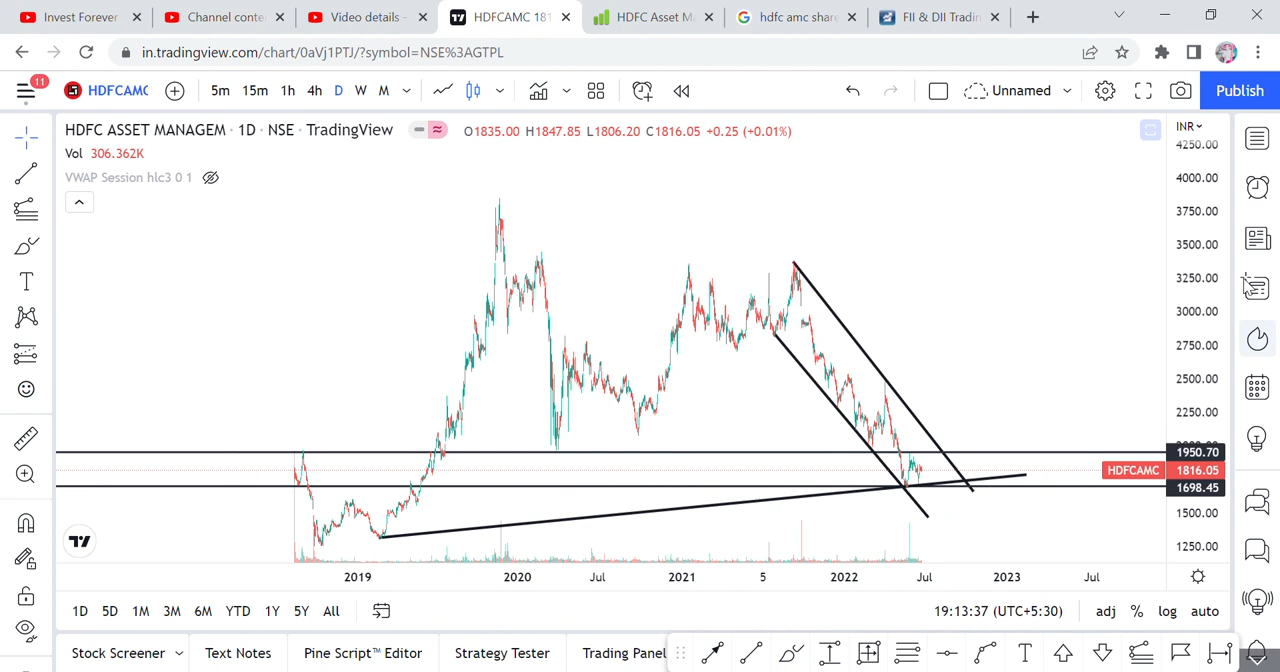 Invest Forever
Channel conte
Video details -
HDFCAMC 181
HDFC Asset M
hdfc amc share
FII & DII Tradin
in.tradingview.com/chart/0aVj1PTJ/?symbol=NSE%3AGTPL
11
HDFCAMC
5m 15m 1h 4h D W M
Unnamed
Publish
HDFC ASSET MANAGEM · 1D · NSE · TradingView
O1835.00 H1847.85 L1806.20 C1816.05 +0.25 (+0.01%)
INR
Vol 306.362K
VWAP Session hlc3 0 1
4250.00
4000.00
3750.00
3500.00
3250.00
3000.00
2750.00
2500.00
2250.00
1950.70
HDFCAMC 1816.05
1698.45
1500.00
1250.00
2019 2020 Jul 2021 5 2022 Jul 2023 Jul
1D 5D 1M 3M 6M YTD 1Y 5Y All
19:13:37 (UTC+5:30)
adj % log auto
Stock Screener
Text Notes
Pine Script™ Editor
Strategy Tester
Trading Panel